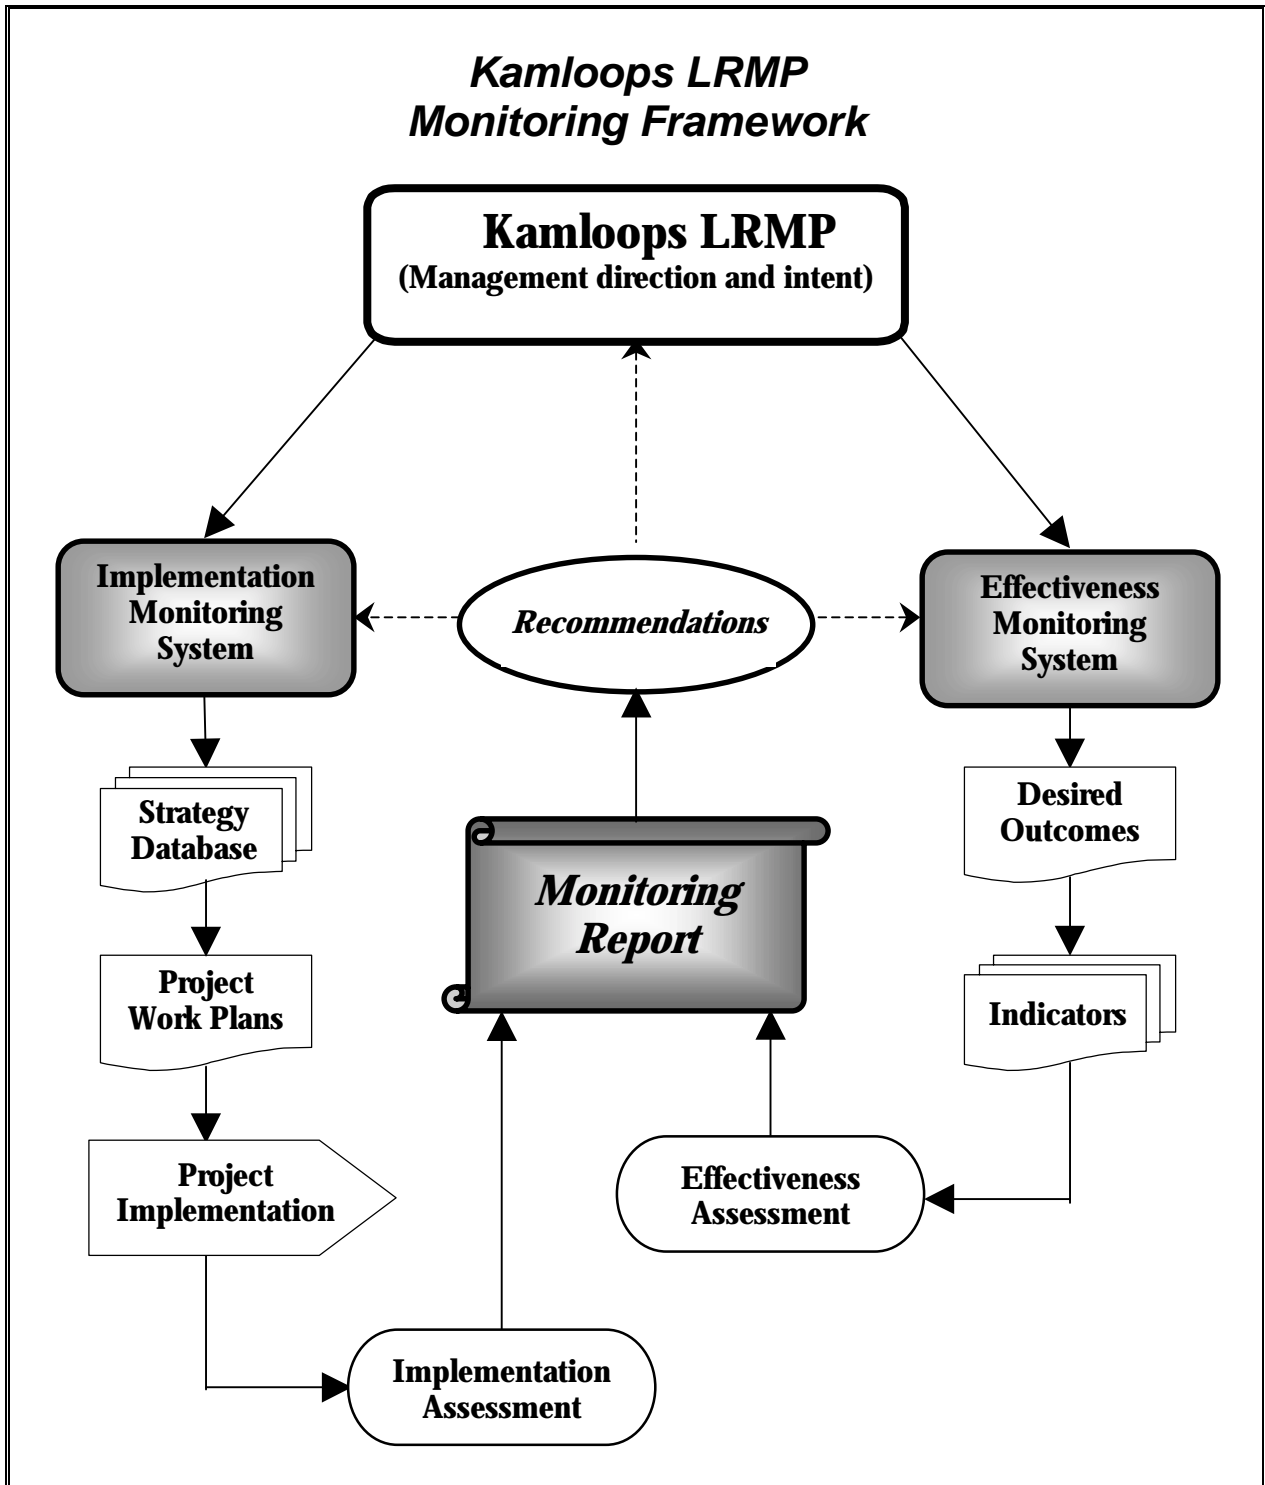 Kamloops LRMP
Monitoring Framework
Kamloops LRMP
(Management direction and intent)
Implementation
Monitoring
System
Recommendations
Effectiveness
Monitoring
System
Strategy
Database
Desired
Outcomes
Monitoring
Report
Project
Work Plans
Indicators
Project
Implementation
Effectiveness
Assessment
Implementation
Assessment